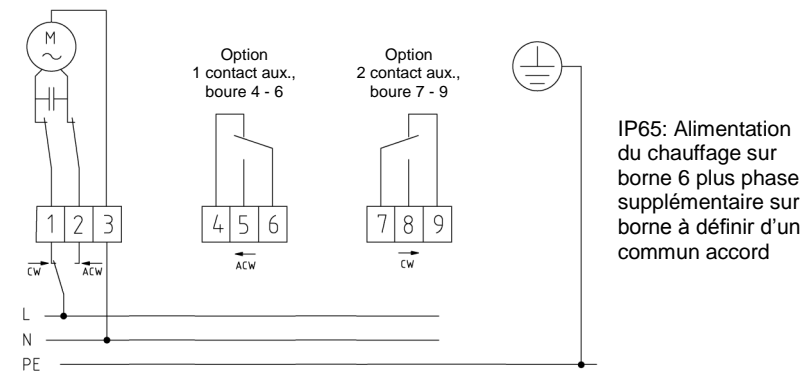 M
Option
1 contact aux.,
boure 4 - 6
Option
2 contact aux.,
boure 7 - 9
IP65: Alimentation
du chauffage sur
borne 6 plus phase
supplémentaire sur
borne à définir d'un
commun accord
1 2 3
4 5 6
7 8 9
CW
ACW
ACW
CW
L
N
PE